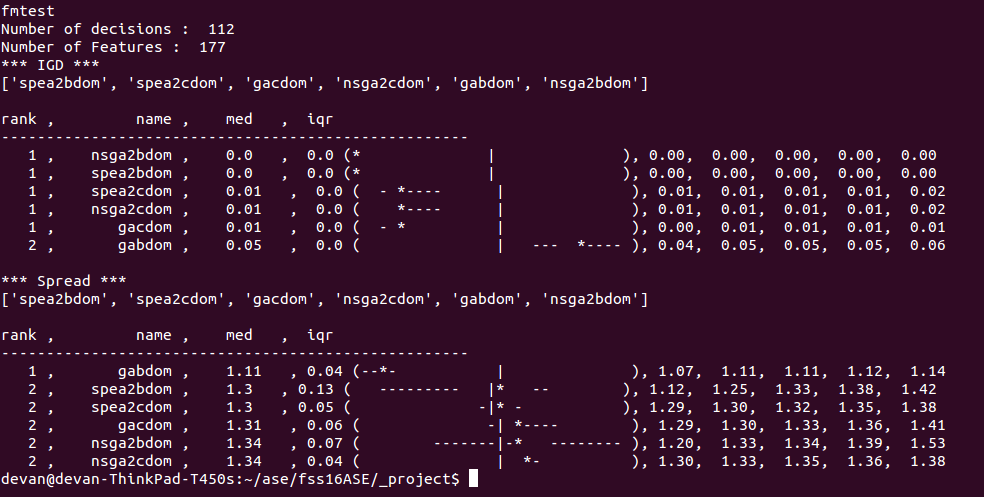 fmtest
Number of decisions :  112
Number of Features :  177
*** IGD ***
['spea2bdom', 'spea2cdom', 'gacdom', 'nsga2cdom', 'gabdom', 'nsga2bdom']
rank ,         name ,    med   ,  iqr
----------------------------------------------------
   1 ,    nsga2bdom ,    0.0   ,  0.0 (*              |              ), 0.00,  0.00,  0.00,  0.00,  0.00
   1 ,    spea2bdom ,    0.0   ,  0.0 (*              |              ), 0.00,  0.00,  0.00,  0.00,  0.00
   1 ,    spea2cdom ,    0.01   ,  0.0 (  - *----      |              ), 0.01,  0.01,  0.01,  0.01,  0.02
   1 ,    nsga2cdom ,    0.01   ,  0.0 (    *----      |              ), 0.01,  0.01,  0.01,  0.01,  0.02
   1 ,       gacdom ,    0.01   ,  0.0 (  - *          |              ), 0.00,  0.01,  0.01,  0.01,  0.01
   2 ,       gabdom ,    0.05   ,  0.0 (               |   ---  *---- ), 0.04,  0.05,  0.05,  0.05,  0.06
*** Spread ***
['spea2bdom', 'spea2cdom', 'gacdom', 'nsga2cdom', 'gabdom', 'nsga2bdom']
rank ,         name ,    med   ,  iqr
----------------------------------------------------
   1 ,       gabdom ,    1.11   , 0.04 (--*-           |              ), 1.07,  1.11,  1.11,  1.12,  1.14
   2 ,    spea2bdom ,    1.3   , 0.13 (   ---------   |*   --        ), 1.12,  1.25,  1.33,  1.38,  1.42
   2 ,    spea2cdom ,    1.3   , 0.05 (              -|* -           ), 1.29,  1.30,  1.32,  1.35,  1.38
   2 ,       gacdom ,    1.31   , 0.06 (              -| *----        ), 1.29,  1.30,  1.33,  1.36,  1.41
   2 ,    nsga2bdom ,    1.34   , 0.07 (        -------|-*   -------- ), 1.20,  1.33,  1.34,  1.39,  1.53
   2 ,    nsga2cdom ,    1.34   , 0.04 (               |  *-          ), 1.30,  1.33,  1.35,  1.36,  1.38
devan@devan-ThinkPad-T450s:~/ase/fss16ASE/_project$